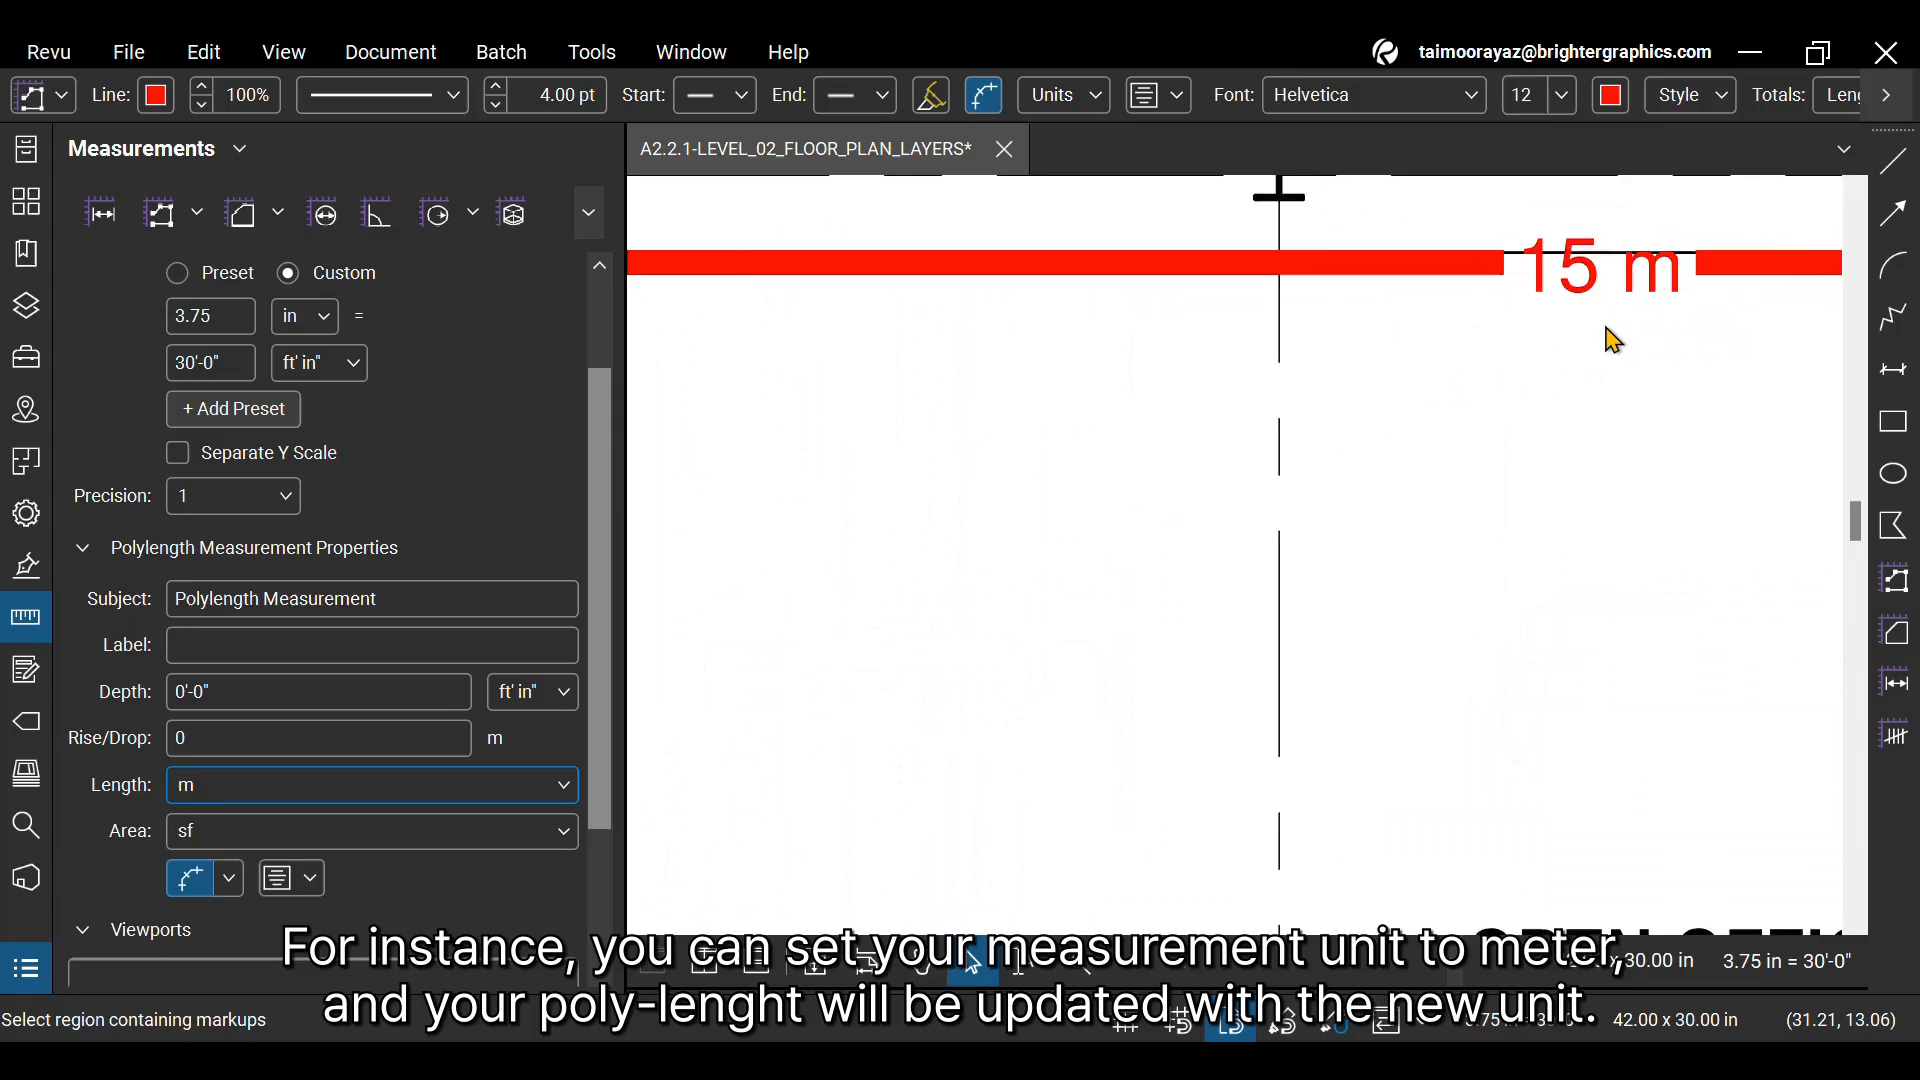 Revu File Edit View Document Batch Tools Window Help taimoorayaz@brightergraphics.com
Line: 100% 4.00 pt Start: End: Units Font: Helvetica 12 Style Totals:
Measurements
A2.2.1-LEVEL_02_FLOOR_PLAN_LAYERS*
Preset Custom
3.75 in =
30'-0" ft' in"
+ Add Preset
Separate Y Scale
Precision: 1
Polylength Measurement Properties
Subject: Polylength Measurement
Label:
Depth: 0'-0" ft' in"
Rise/Drop: 0 m
Length: m
Area: sf
Viewports
15 m
For instance, you can set your measurement unit to meter,
and your poly-lenght will be updated with the new unit.
30.00 in 3.75 in = 30'-0"
Select region containing markups
42.00 x 30.00 in (31.21, 13.06)